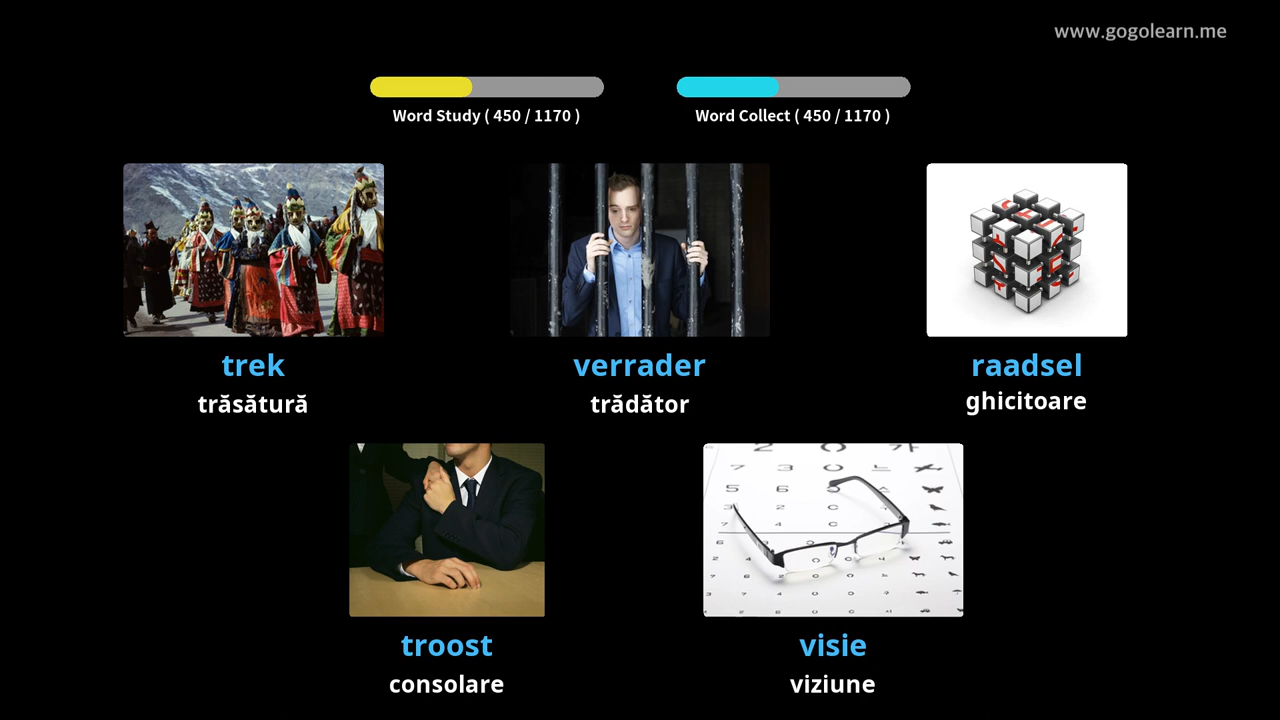 www.gogolearn.me
Word Study ( 450 / 1170 )
Word Collect ( 450 / 1170 )
trek
trăsătură
verrader
trădător
raadsel
ghicitoare
troost
consolare
visie
viziune